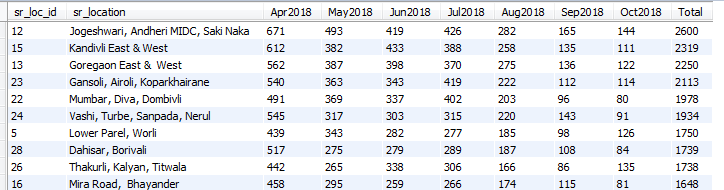 sr_loc_id sr_location Apr2018 May2018 Jun2018 Jul2018 Aug2018 Sep2018 Oct2018 Total
12 Jogeshwari, Andheri MIDC, Saki Naka 671 493 419 426 282 165 144 2600
15 Kandivli East & West 612 382 433 388 258 135 111 2319
13 Goregaon East & West 562 387 398 370 275 136 122 2250
23 Gansoli, Airoli, Koparkhairane 540 363 343 419 222 112 114 2113
22 Mumbar, Diva, Dombivli 491 369 337 402 203 96 80 1978
24 Vashi, Turbe, Sanpada, Nerul 545 317 303 315 220 143 91 1934
5 Lower Parel, Worli 439 343 282 277 185 98 126 1750
28 Dahisar, Borivali 517 275 279 289 187 108 84 1739
26 Thakurli, Kalyan, Titwala 442 265 338 306 166 86 135 1738
16 Mira Road, Bhayander 458 295 259 266 174 115 81 1648